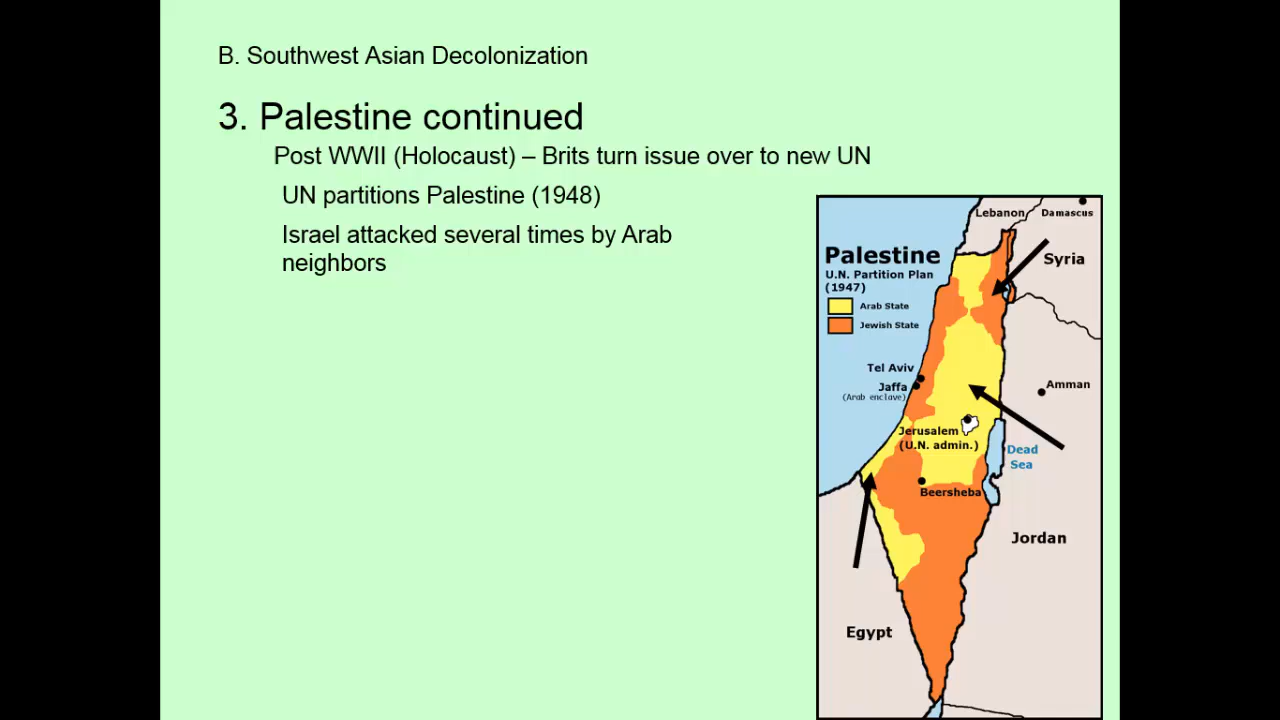 B. Southwest Asian Decolonization
3. Palestine continued
Post WWII (Holocaust) – Brits turn issue over to new UN
UN partitions Palestine (1948)
Israel attacked several times by Arab
neighbors
Lebanon
Damascus
Palestine
U.N. Partition Plan
(1947)
Syria
Arab State
Jewish State
Tel Aviv
Jaffa
(Arab enclave)
Amman
Jerusalem
(U.N. admin.)
Dead
Sea
Beersheba
Jordan
Egypt